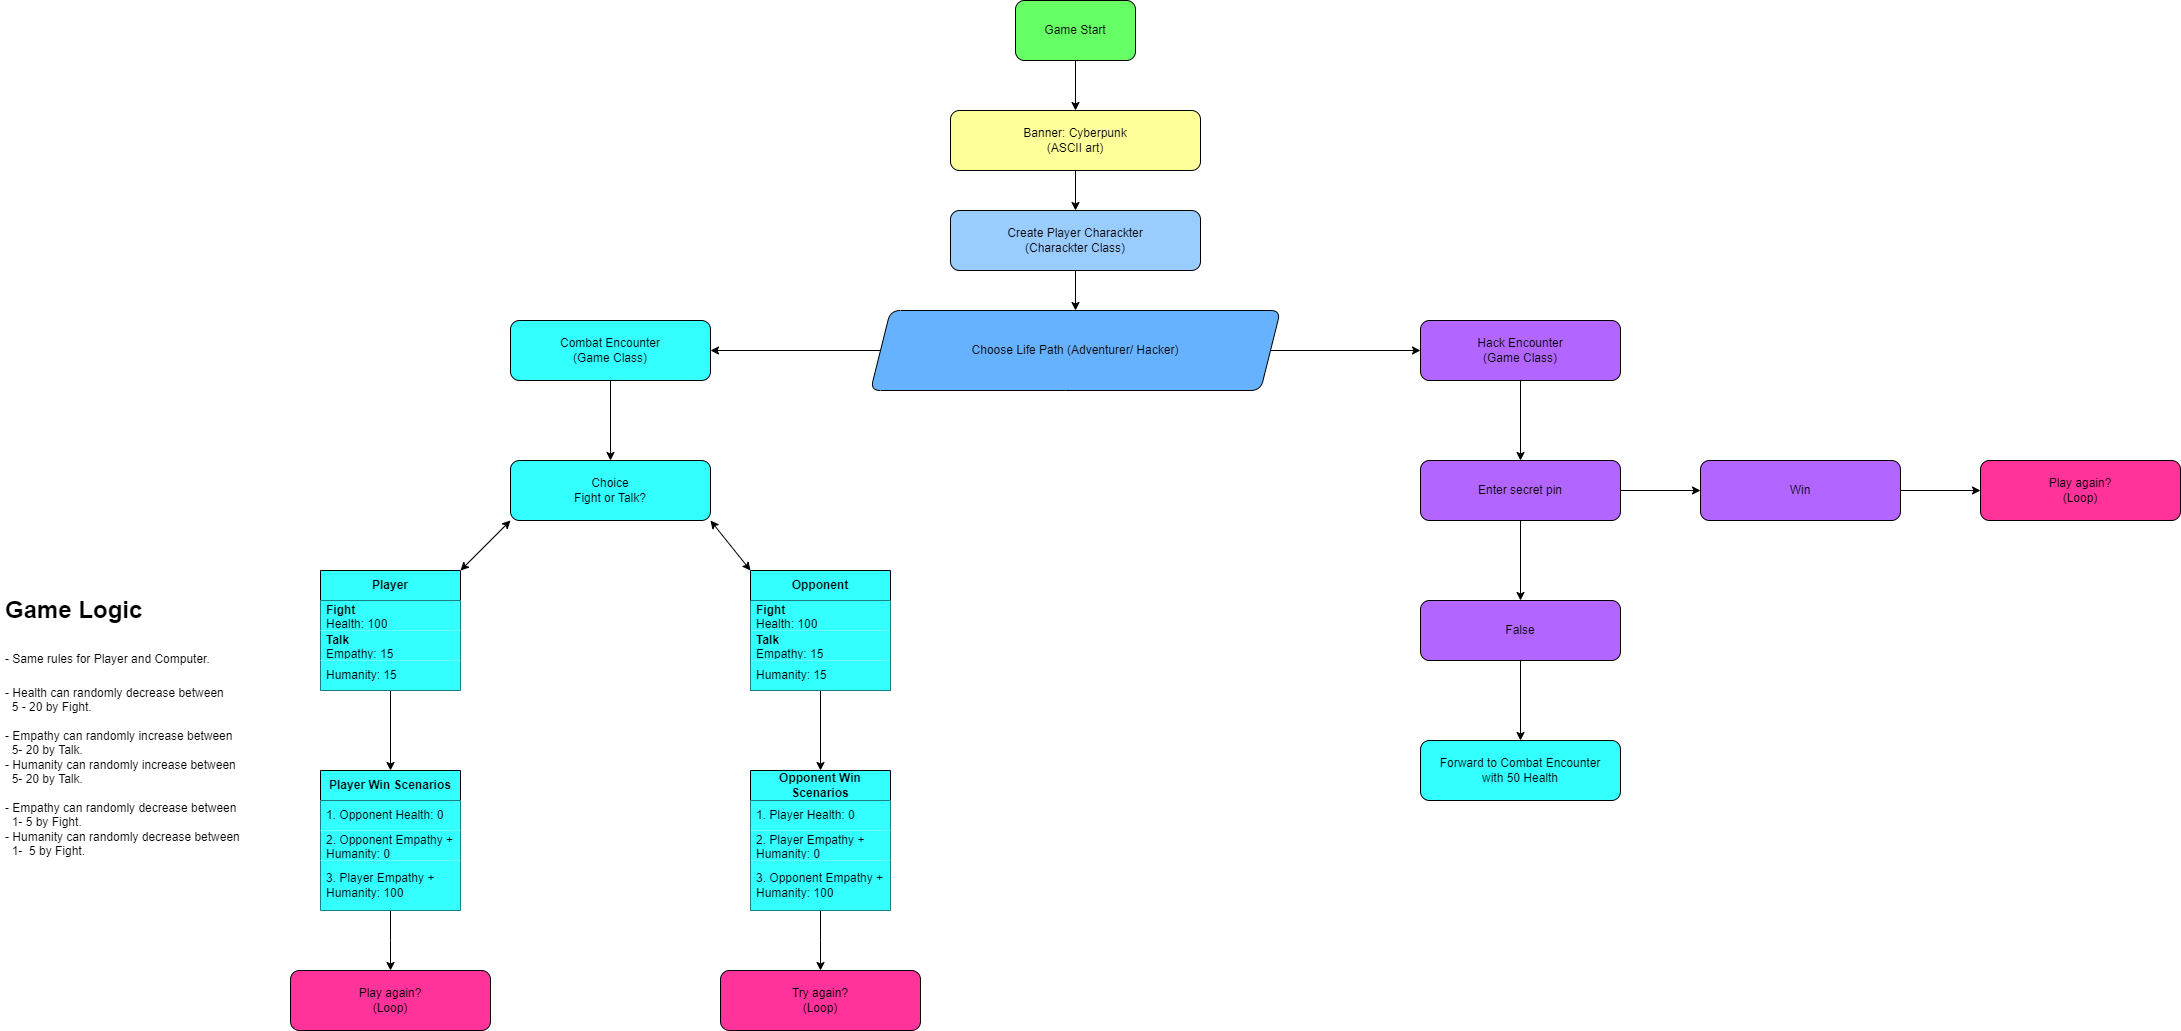 Game Start
Banner: Cyberpunk
(ASCII art)
Create Player Charackter
(Charackter Class)
Choose Life Path (Adventurer/ Hacker)
Combat Encounter
(Game Class)
Hack Encounter
(Game Class)
Choice
Fight or Talk?
Enter secret pin
Win
Play again?
(Loop)
Player
Fight
Health: 100
Talk
Empathy: 15
Humanity: 15
Opponent
Fight
Health: 100
Talk
Empathy: 15
Humanity: 15
False
Game Logic
- Same rules for Player and Computer.
- Health can randomly decrease between
5 - 20 by Fight.
- Empathy can randomly increase between
5- 20 by Talk.
- Humanity can randomly increase between
5- 20 by Talk.
- Empathy can randomly decrease between
1- 5 by Fight.
- Humanity can randomly decrease between
1-  5 by Fight.
Player Win Scenarios
1. Opponent Health: 0
2. Opponent Empathy +
Humanity: 0
3. Player Empathy +
Humanity: 100
Opponent Win
Scenarios
1. Player Health: 0
2. Player Empathy +
Humanity: 0
3. Opponent Empathy +
Humanity: 100
Forward to Combat Encounter
with 50 Health
Play again?
(Loop)
Try again?
(Loop)